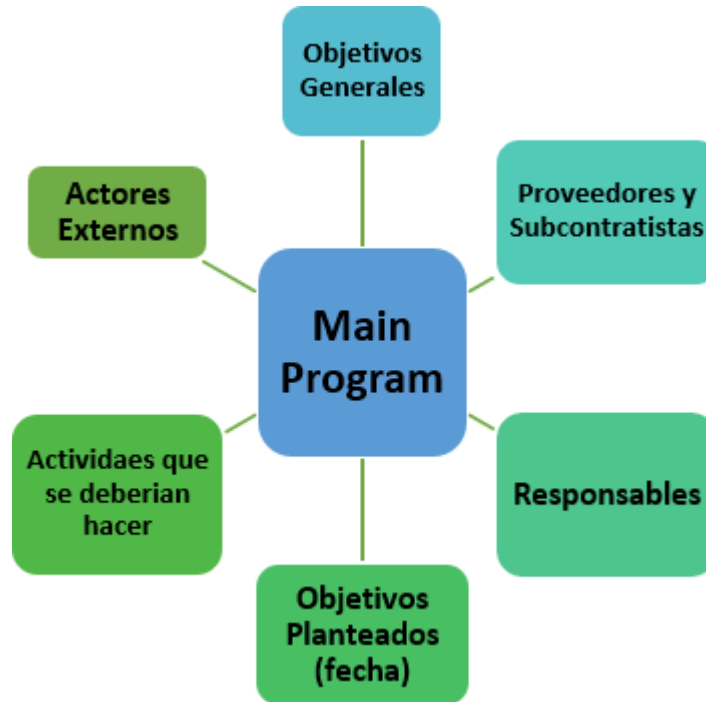 Objetivos
Generales
Proveedores y
Subcontratistas
Actores
Externos
Main
Program
Responsables
Actividaes que
se deberian
hacer
Objetivos
Planteados
(fecha)